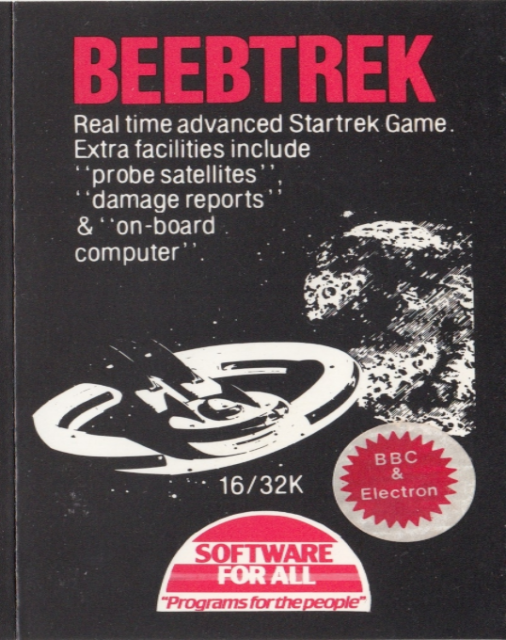 BEEBTREK
Real time advanced Startrek Game.
Extra facilities include
‘‘probe satellites’’,
‘‘damage reports’’
& ‘‘on-board
computer’’.
16/32K
BBC
&
Electron
SOFTWARE
FOR ALL
"Programs for the people"